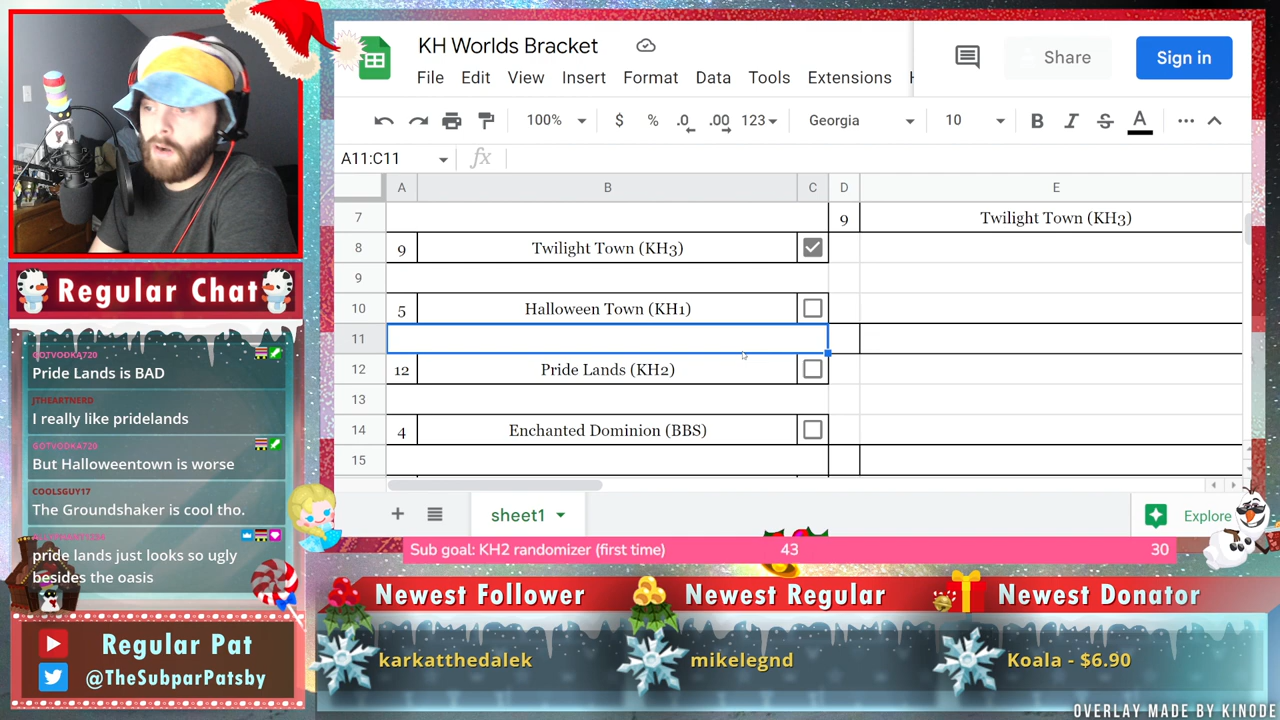 KH Worlds Bracket
File Edit View Insert Format Data Tools Extensions
Share
Sign in
100% $ % .0 .00 123 Georgia 10 B I S A
A11:C11 fx
A B C D E
7 9 Twilight Town (KH3)
8 9 Twilight Town (KH3)
9
10 5 Halloween Town (KH1)
11
12 12 Pride Lands (KH2)
13
14 4 Enchanted Dominion (BBS)
15
sheet1
Explore
Regular Chat
GOTVODKA720
Pride Lands is BAD
JTHEARTNERD
I really like pridelands
GOTVODKA720
But Halloweentown is worse
COOLSGUY17
The Groundshaker is cool tho.
pride lands just looks so ugly
besides the oasis
Regular Pat
@TheSubparPatsby
Sub goal: KH2 randomizer (first time) 43 30
Newest Follower
karkatthedalek
Newest Regular
mikelegnd
Newest Donator
Koala - $6.90
OVERLAY MADE BY KINODE